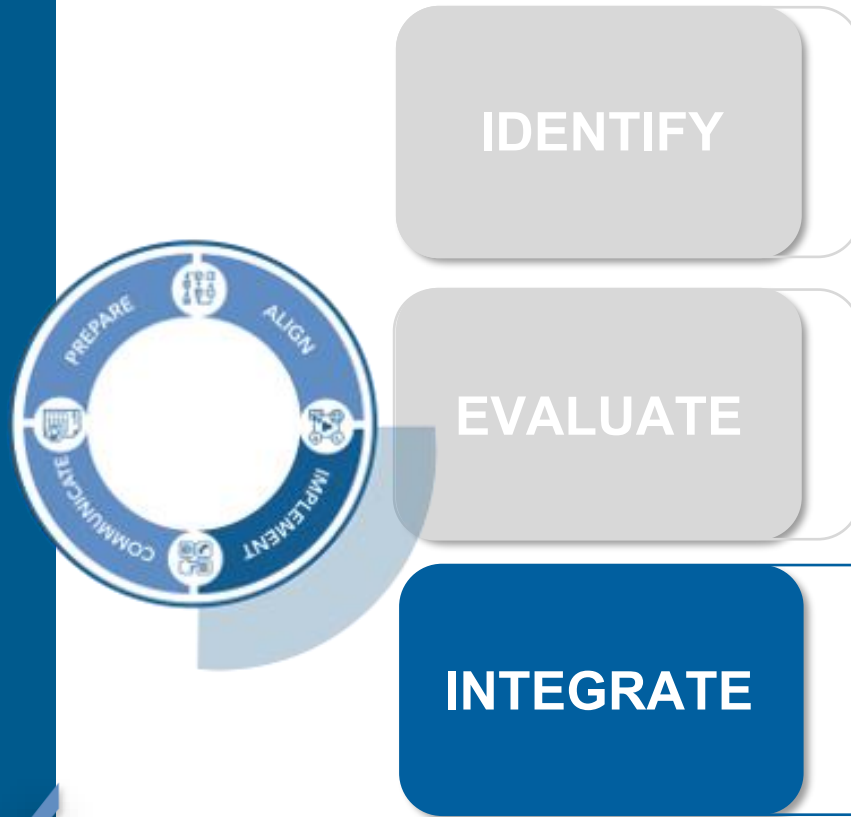 IDENTIFY
PREPARE
ALIGN
EVALUATE
COMMUNICATE
IMPLEMENT
INTEGRATE